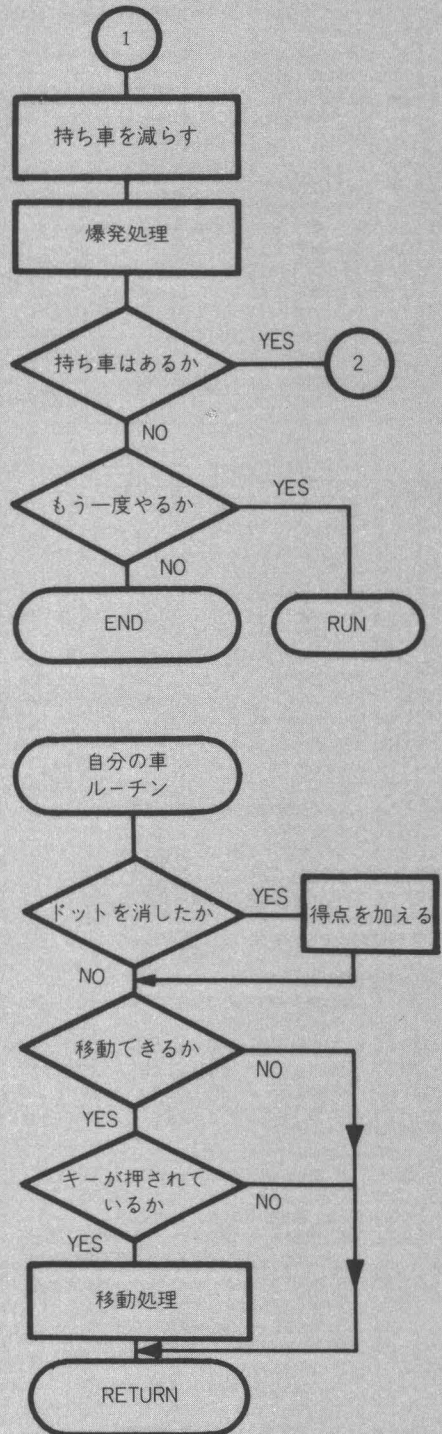 1
持ち車を減らす
爆発処理
持ち車はあるか
YES
2
NO
もう一度やるか
YES
NO
END
RUN
自分の車
ルーチン
ドットを消したか
YES
得点を加える
NO
移動できるか
NO
YES
キーが押されて
いるか
NO
YES
移動処理
RETURN